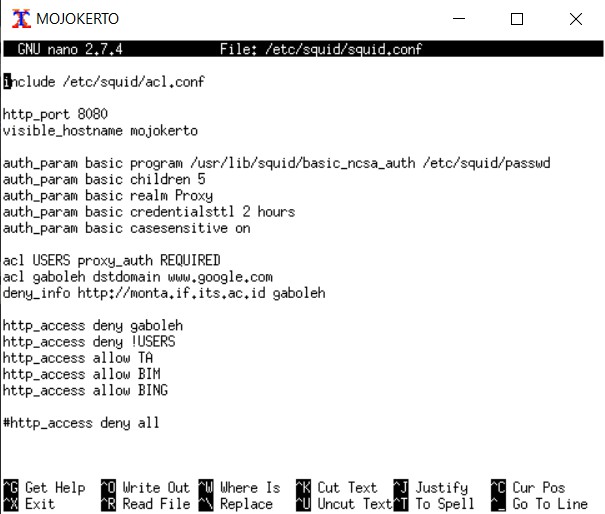 MOJOKERTO
GNU nano 2.7.4 File: /etc/squid/squid.conf
include /etc/squid/acl.conf
http_port 8080
visible_hostname mojokerto
auth_param basic program /usr/lib/squid/basic_ncsa_auth /etc/squid/passwd
auth_param basic children 5
auth_param basic realm Proxy
auth_param basic credentialsttl 2 hours
auth_param basic casesensitive on
acl USERS proxy_auth REQUIRED
acl gaboleh dstdomain www.google.com
deny_info http://monta.if.its.ac.id gaboleh
http_access deny gaboleh
http_access deny !USERS
http_access allow TA
http_access allow BIM
http_access allow BING
#http_access deny all
^G Get Help ^O Write Out ^W Where Is ^K Cut Text ^J Justify ^C Cur Pos
^X Exit ^R Read File ^\ Replace ^U Uncut Text ^T To Spell ^_ Go To Line